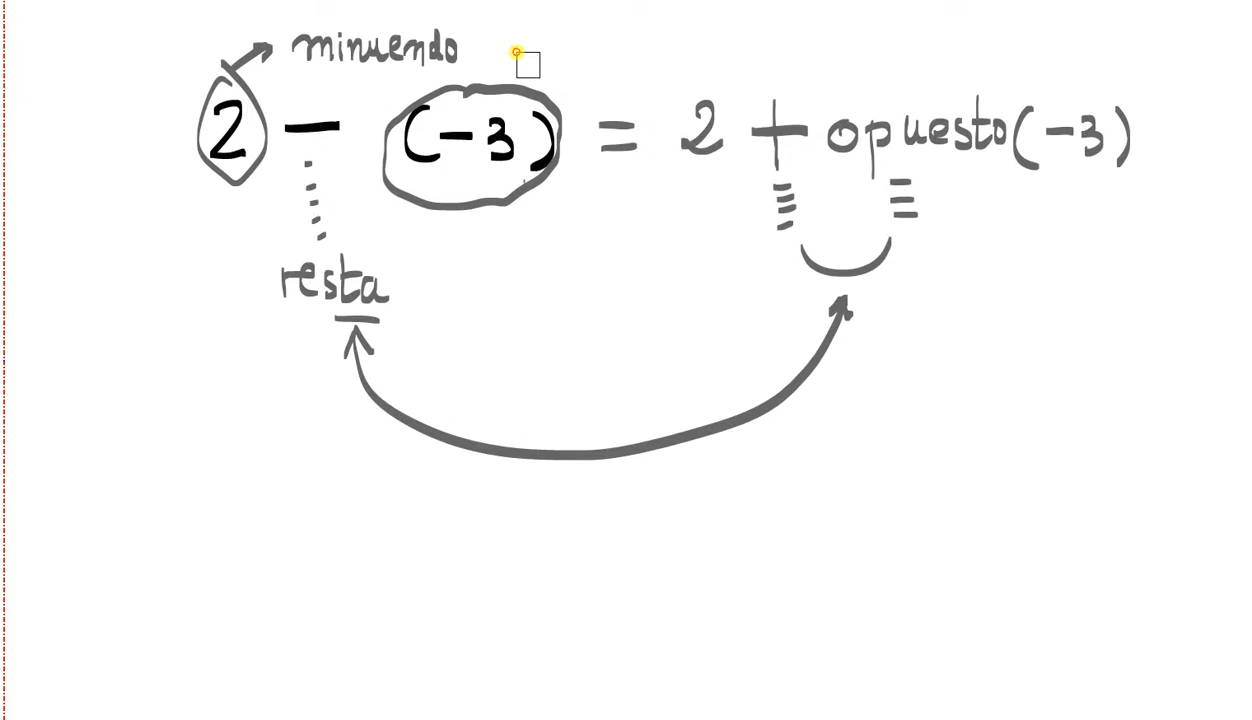 minuendo
2 − (−3) = 2 + opuesto(−3)
resta